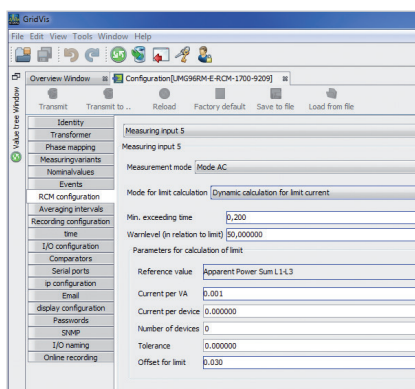 GridVis
File Edit View Tools Window Help
Overview Window
Configuration[UMG96RM-E-RCM-1700-9209]
Value tree Window
Transmit
Transmit to ..
Reload
Factory default
Save to file
Load from file
Identity
Transformer
Phase mapping
Measuringvariants
Nominalvalues
Events
RCM configuration
Averaging intervals
Recording configuration
time
I/O configuration
Comparators
Serial ports
ip configuration
Email
display configuration
Passwords
SNMP
I/O naming
Online recording
Measuring input 5
Measuring input 5
Measurement mode Mode AC
Mode for limit calculation Dynamic calculation for limit current
Min. exceeding time 0,200
Warnlevel (in relation to limit) 50,000000
Parameters for calculation of limit
Reference value Apparent Power Sum L1-L3
Current per VA 0.001
Current per device 0.000000
Number of devices 0
Tolerance 0.000000
Offset for limit 0.030